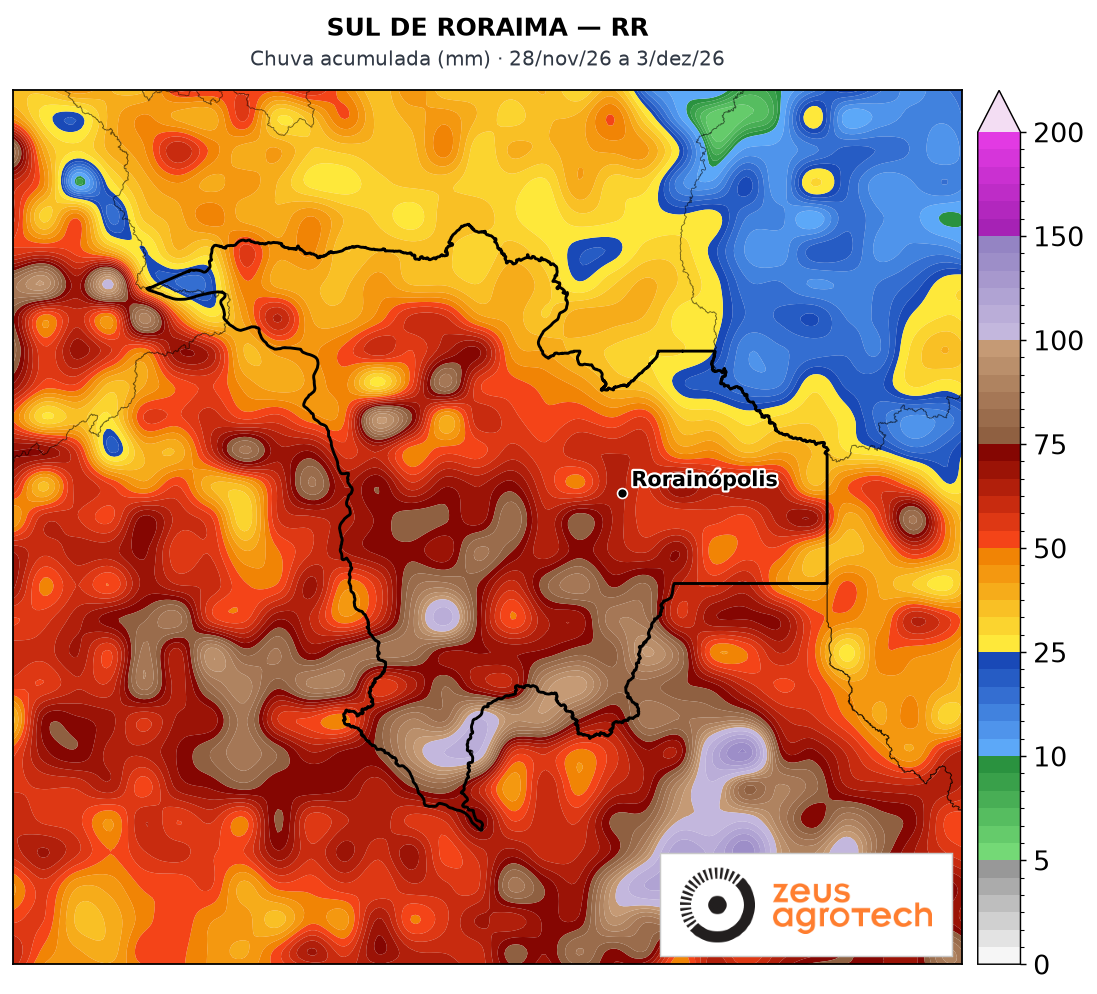 SUL DE RORAIMA — RR
Chuva acumulada (mm) · 28/nov/26 a 3/dez/26
200
150
100
75
50
25
10
5
0
Rorainópolis
zeus
agrotech